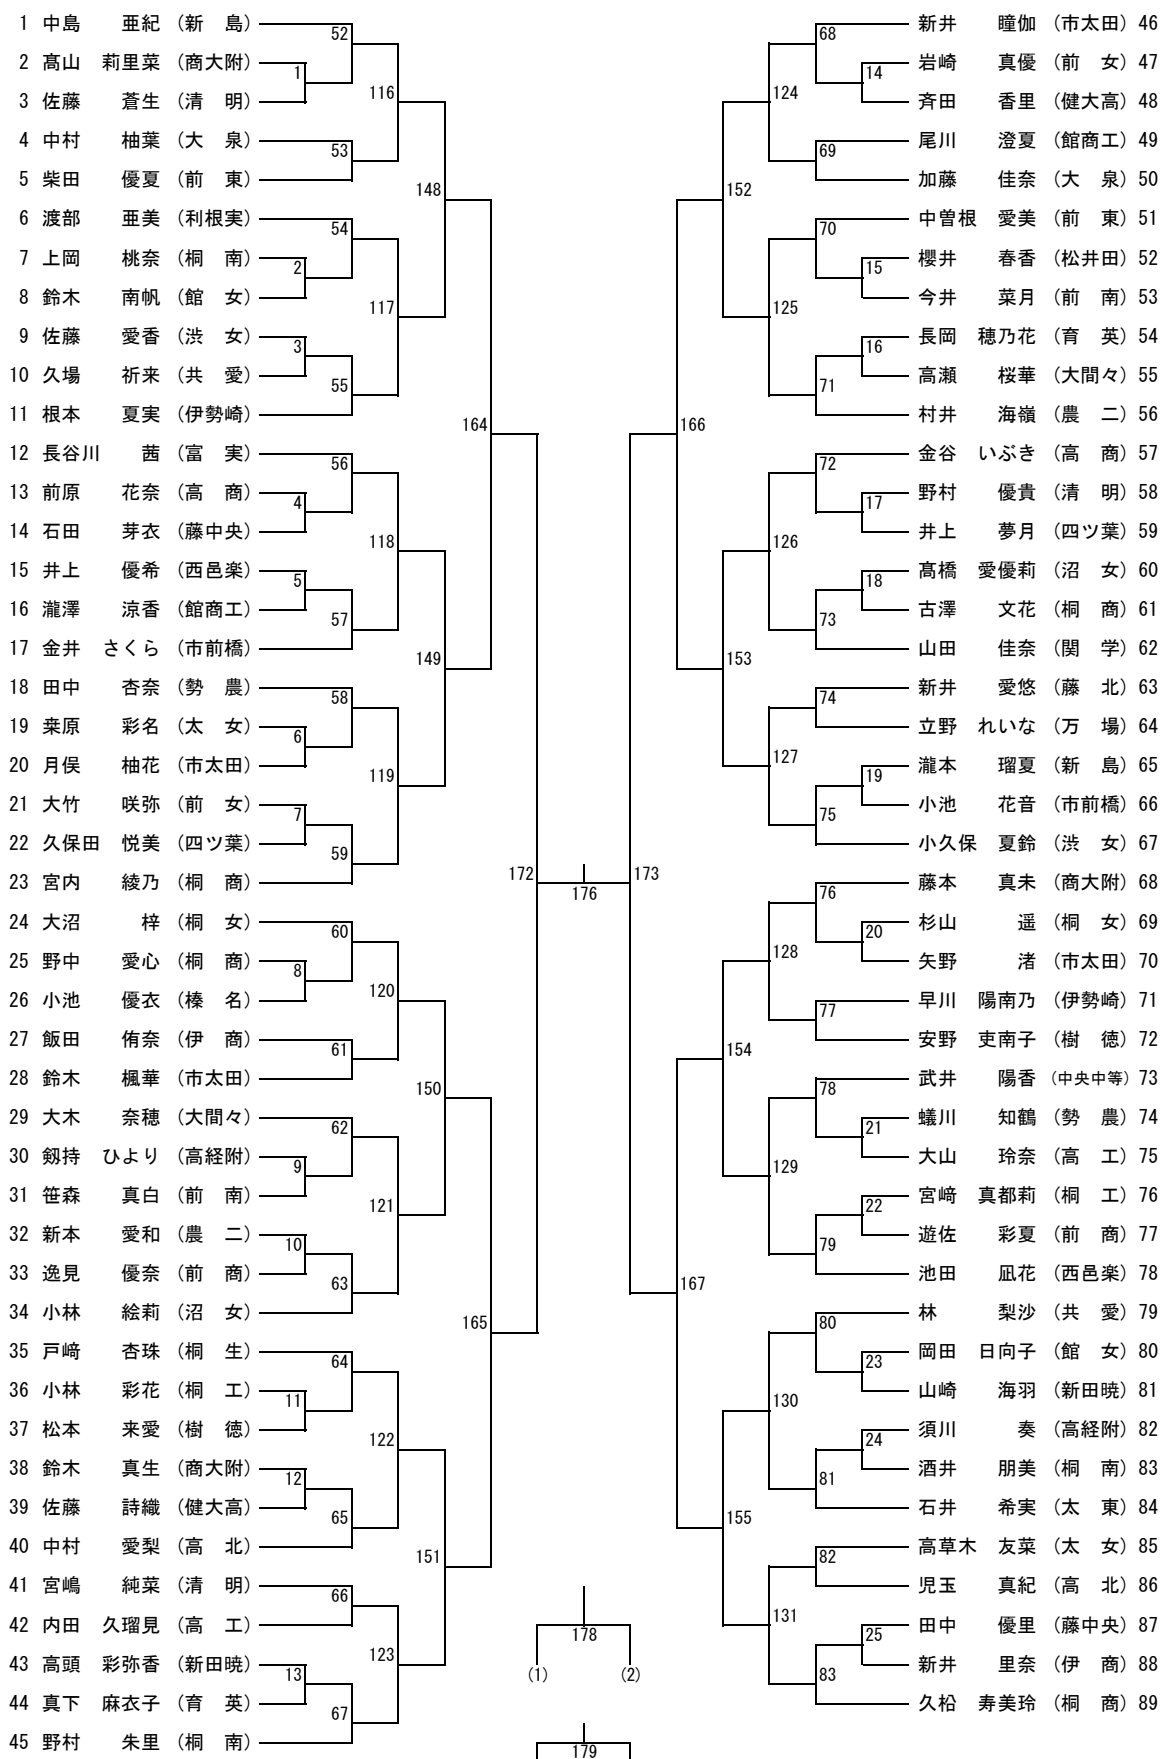 1 中島 亜紀 (新 島)
2 髙山 莉里菜 (商大附)
3 佐藤 蒼生 (清 明)
4 中村 柚葉 (大 泉)
5 柴田 優夏 (前 東)
6 渡部 亜美 (利根実)
7 上岡 桃奈 (桐 南)
8 鈴木 南帆 (館 女)
9 佐藤 愛香 (渋 女)
10 久場 祈来 (共 愛)
11 根本 夏実 (伊勢崎)
12 長谷川 茜 (富 実)
13 前原 花奈 (高 商)
14 石田 芽衣 (藤中央)
15 井上 優希 (西邑楽)
16 瀧澤 涼香 (館商工)
17 金井 さくら (市前橋)
18 田中 杏奈 (勢 農)
19 桒原 彩名 (太 女)
20 月俣 柚花 (市太田)
21 大竹 咲弥 (前 女)
22 久保田 悦美 (四ツ葉)
23 宮内 綾乃 (桐 商)
24 大沼 梓 (桐 女)
25 野中 愛心 (桐 商)
26 小池 優衣 (榛 名)
27 飯田 侑奈 (伊 商)
28 鈴木 楓華 (市太田)
29 大木 奈穂 (大間々)
30 剱持 ひより (高経附)
31 笹森 真白 (前 南)
32 新本 愛和 (農 二)
33 逸見 優奈 (前 商)
34 小林 絵莉 (沼 女)
35 戸﨑 杏珠 (桐 生)
36 小林 彩花 (桐 工)
37 松本 来愛 (樹 徳)
38 鈴木 真生 (商大附)
39 佐藤 詩織 (健大高)
40 中村 愛梨 (高 北)
41 宮嶋 純菜 (清 明)
42 内田 久瑠見 (高 工)
43 高頭 彩弥香 (新田暁)
44 真下 麻衣子 (育 英)
45 野村 朱里 (桐 南)
52
1
116
53
148
54
2
117
3
55
164
56
4
118
5
57
149
58
6
119
7
59
172
60
8
120
61
150
62
9
121
10
63
165
64
11
122
12
65
151
66
123
13
67
176
178
(1) (2)
179
173
68
14
124
69
152
70
15
125
16
71
166
72
17
126
18
73
153
74
127
19
75
76
20
128
77
154
78
21
129
22
79
167
80
23
130
24
81
155
82
131
25
83
新井 瞳伽 (市太田) 46
岩崎 真優 (前 女) 47
斉田 香里 (健大高) 48
尾川 澄夏 (館商工) 49
加藤 佳奈 (大 泉) 50
中曽根 愛美 (前 東) 51
櫻井 春香 (松井田) 52
今井 菜月 (前 南) 53
長岡 穂乃花 (育 英) 54
高瀬 桜華 (大間々) 55
村井 海嶺 (農 二) 56
金谷 いぶき (高 商) 57
野村 優貴 (清 明) 58
井上 夢月 (四ツ葉) 59
髙橋 愛優莉 (沼 女) 60
古澤 文花 (桐 商) 61
山田 佳奈 (関 学) 62
新井 愛悠 (藤 北) 63
立野 れいな (万 場) 64
瀧本 瑠夏 (新 島) 65
小池 花音 (市前橋) 66
小久保 夏鈴 (渋 女) 67
藤本 真未 (商大附) 68
杉山 遥 (桐 女) 69
矢野 渚 (市太田) 70
早川 陽南乃 (伊勢崎) 71
安野 吏南子 (樹 徳) 72
武井 陽香 (中央中等) 73
蟻川 知鶴 (勢 農) 74
大山 玲奈 (高 工) 75
宮﨑 真都莉 (桐 工) 76
遊佐 彩夏 (前 商) 77
池田 凪花 (西邑楽) 78
林 梨沙 (共 愛) 79
岡田 日向子 (館 女) 80
山崎 海羽 (新田暁) 81
須川 奏 (高経附) 82
酒井 朋美 (桐 南) 83
石井 希実 (太 東) 84
高草木 友菜 (太 女) 85
児玉 真紀 (高 北) 86
田中 優里 (藤中央) 87
新井 里奈 (伊 商) 88
久松 寿美玲 (桐 商) 89